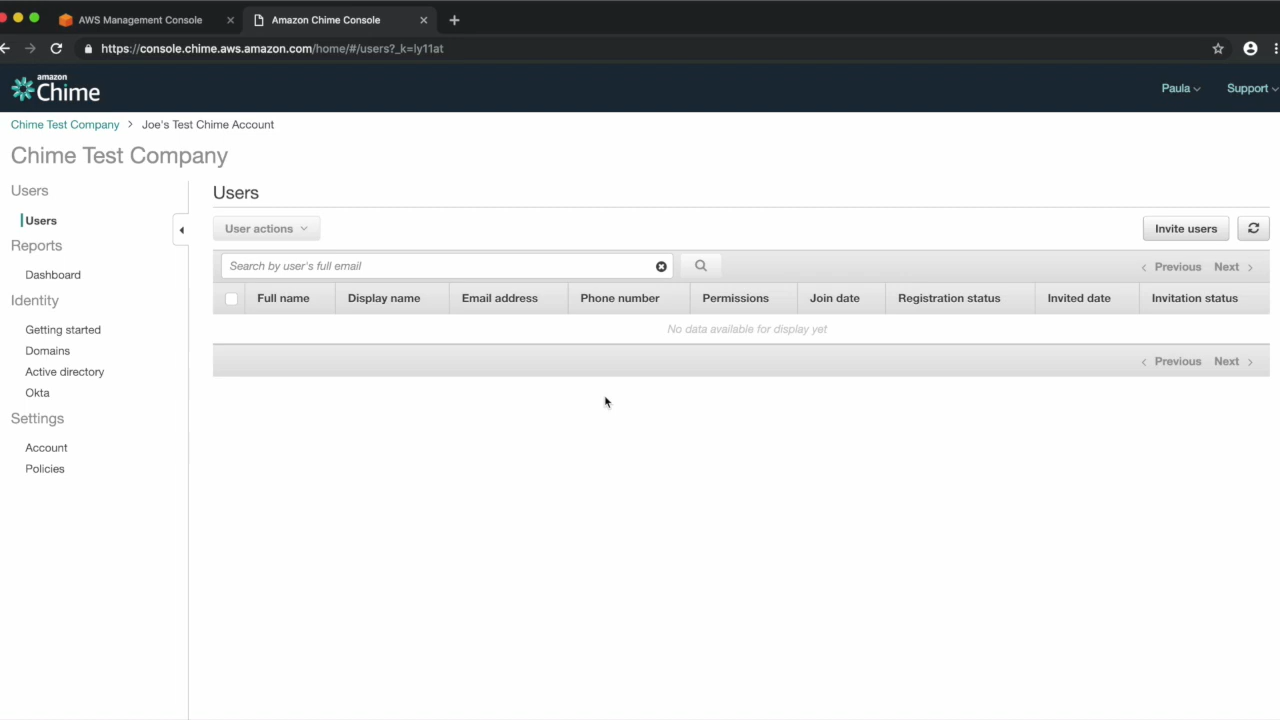 AWS Management Console
Amazon Chime Console
https://console.chime.aws.amazon.com/home/#/users?_k=ly11at
amazon
Chime
Paula
Support
Chime Test Company > Joe's Test Chime Account
Chime Test Company
Users
Users
Reports
Dashboard
Identity
Getting started
Domains
Active directory
Okta
Settings
Account
Policies
Users
User actions
Invite users
Search by user's full email
Previous Next
Full name Display name Email address Phone number Permissions Join date Registration status Invited date Invitation status
No data available for display yet
Previous Next